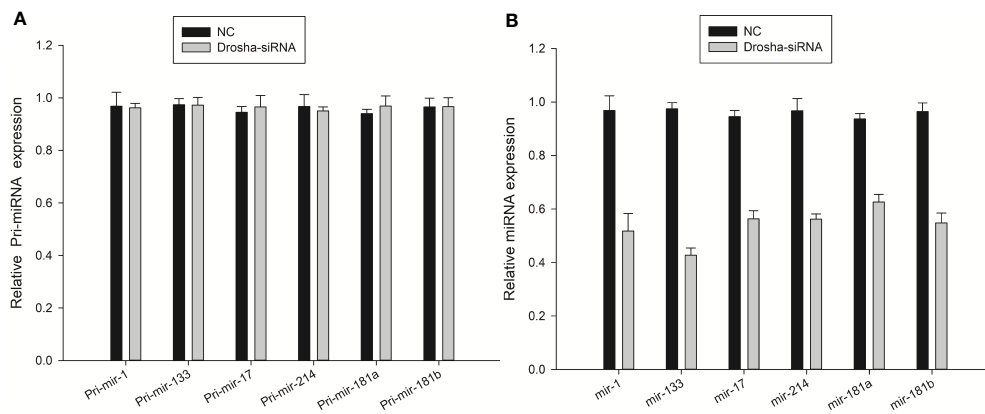 A
NC
Drosha-siRNA
Relative Pri-miRNA expression
1.2
1.0
0.8
0.6
0.4
0.2
0.0
Pri-mir-1
Pri-mir-133
Pri-mir-17
Pri-mir-214
Pri-mir-181a
Pri-mir-181b
B
NC
Drosha-siRNA
Relative miRNA expression
1.2
1.0
0.8
0.6
0.4
0.2
0.0
mir-1
mir-133
mir-17
mir-214
mir-181a
mir-181b